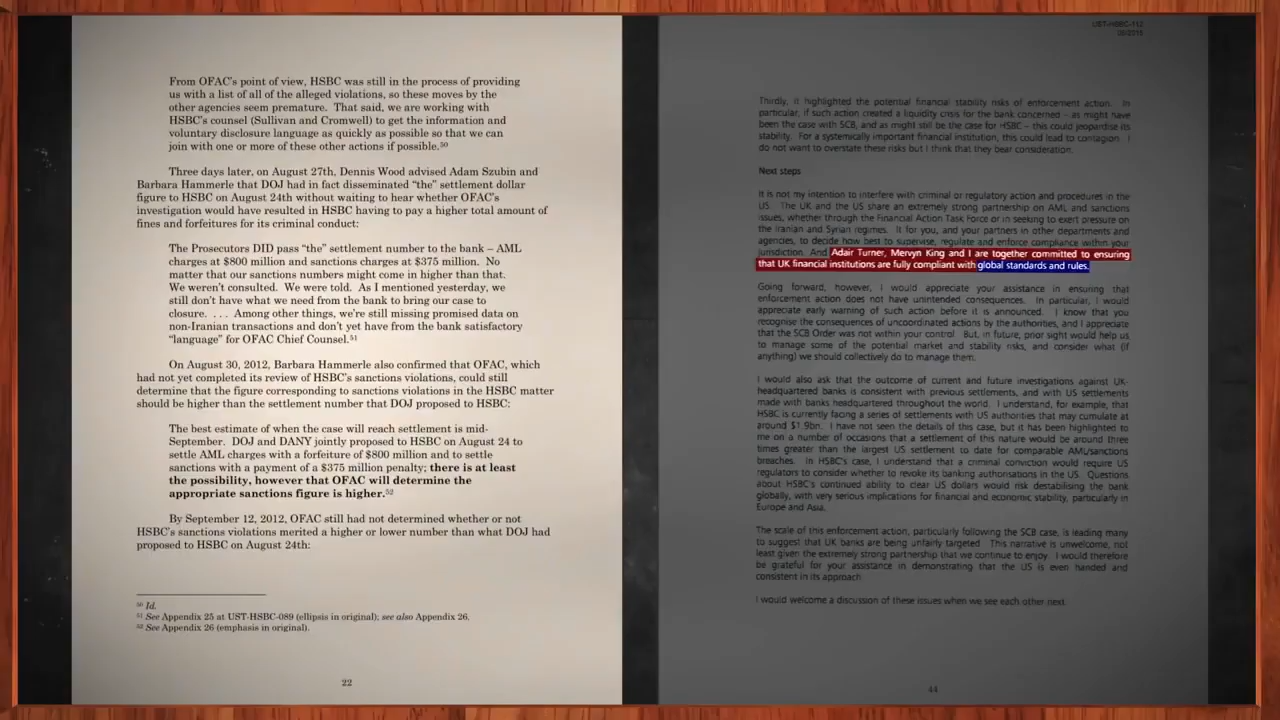 From OFAC's point of view, HSBC was still in the process of providing
us with a list of all of the alleged violations, so these moves by the
other agencies seem premature. That said, we are working with
HSBC's counsel (Sullivan and Cromwell) to get the information and
voluntary disclosure language as quickly as possible so that we can
join with one or more of these other actions if possible.50
Three days later, on August 27th, Dennis Wood advised Adam Szubin and
Barbara Hammerle that DOJ had in fact disseminated "the" settlement dollar
figure to HSBC on August 24th without waiting to hear whether OFAC's
investigation would have resulted in HSBC having to pay a higher total amount of
fines and forfeitures for its criminal conduct:
The Prosecutors DID pass "the" settlement number to the bank – AML
charges at $800 million and sanctions charges at $375 million. No
matter that our sanctions numbers might come in higher than that.
We weren't consulted. We were told. As I mentioned yesterday, we
still don't have what we need from the bank to bring our case to
closure. . . . Among other things, we're still missing promised data on
non-Iranian transactions and don't yet have from the bank satisfactory
"language" for OFAC Chief Counsel.51
On August 30, 2012, Barbara Hammerle also confirmed that OFAC, which
had not yet completed its review of HSBC's sanctions violations, could still
determine that the figure corresponding to sanctions violations in the HSBC matter
should be higher than the settlement number that DOJ proposed to HSBC:
The best estimate of when the case will reach settlement is mid-
September. DOJ and DANY jointly proposed to HSBC on August 24 to
settle AML charges with a forfeiture of $800 million and to settle
sanctions with a payment of a $375 million penalty; there is at least
the possibility, however that OFAC will determine the
appropriate sanctions figure is higher.52
By September 12, 2012, OFAC still had not determined whether or not
HSBC's sanctions violations merited a higher or lower number than what DOJ had
proposed to HSBC on August 24th:
50 Id.
51 See Appendix 25 at UST-HSBC-089 (ellipsis in original); see also Appendix 26.
52 See Appendix 26 (emphasis in original).
22
UST-HSBC-112
05/2015
Thirdly, it highlighted the potential financial stability risks of enforcement action. In
particular, if such action created a liquidity crisis for the bank concerned – as might have
been the case with SCB, and as might still be the case for HSBC – this could jeopardise its
stability. For a systemically important financial institution, this could lead to contagion. I
do not want to overstate these risks but I think that they bear consideration.
Next steps
It is not my intention to interfere with criminal or regulatory action and procedures in the
US. The UK and the US share an extremely strong partnership on AML and sanctions
issues, whether through the Financial Action Task Force or in seeking to exert pressure on
the Iranian and Syrian regimes. It for you, and your partners in other departments and
agencies, to decide how best to supervise, regulate and enforce compliance within your
jurisdiction. And Adair Turner, Mervyn King and I are together committed to ensuring
that UK financial institutions are fully compliant with global standards and rules.
Going forward, however, I would appreciate your assistance in ensuring that
enforcement action does not have unintended consequences. In particular, I would
appreciate early warning of such action before it is announced. I know that you
recognise the consequences of uncoordinated actions by the authorities, and I appreciate
that the SCB Order was not within your control. But, in future, prior sight would help us
to manage some of the potential market and stability risks, and consider what (if
anything) we should collectively do to manage them.
I would also ask that the outcome of current and future investigations against UK-
headquartered banks is consistent with previous settlements, and with US settlements
made with banks headquartered throughout the world. I understand, for example, that
HSBC is currently facing a series of settlements with US authorities that may cumulate at
around $1.9bn. I have not seen the details of this case, but it has been highlighted to
me on a number of occasions that a settlement of this nature would be around three
times greater than the largest US settlement to date for comparable AML/sanctions
breaches. In HSBC's case, I understand that a criminal conviction would require US
regulators to consider whether to revoke its banking authorisations in the US. Questions
about HSBC's continued ability to clear US dollars would risk destabilising the bank
globally, with very serious implications for financial and economic stability, particularly in
Europe and Asia.
The scale of this enforcement action, particularly following the SCB case, is leading many
to suggest that UK banks are being unfairly targeted. This narrative is unwelcome, not
least given the extremely strong partnership that we continue to enjoy. I would therefore
be grateful for your assistance in demonstrating that the US is even handed and
consistent in its approach
I would welcome a discussion of these issues when we see each other next
44